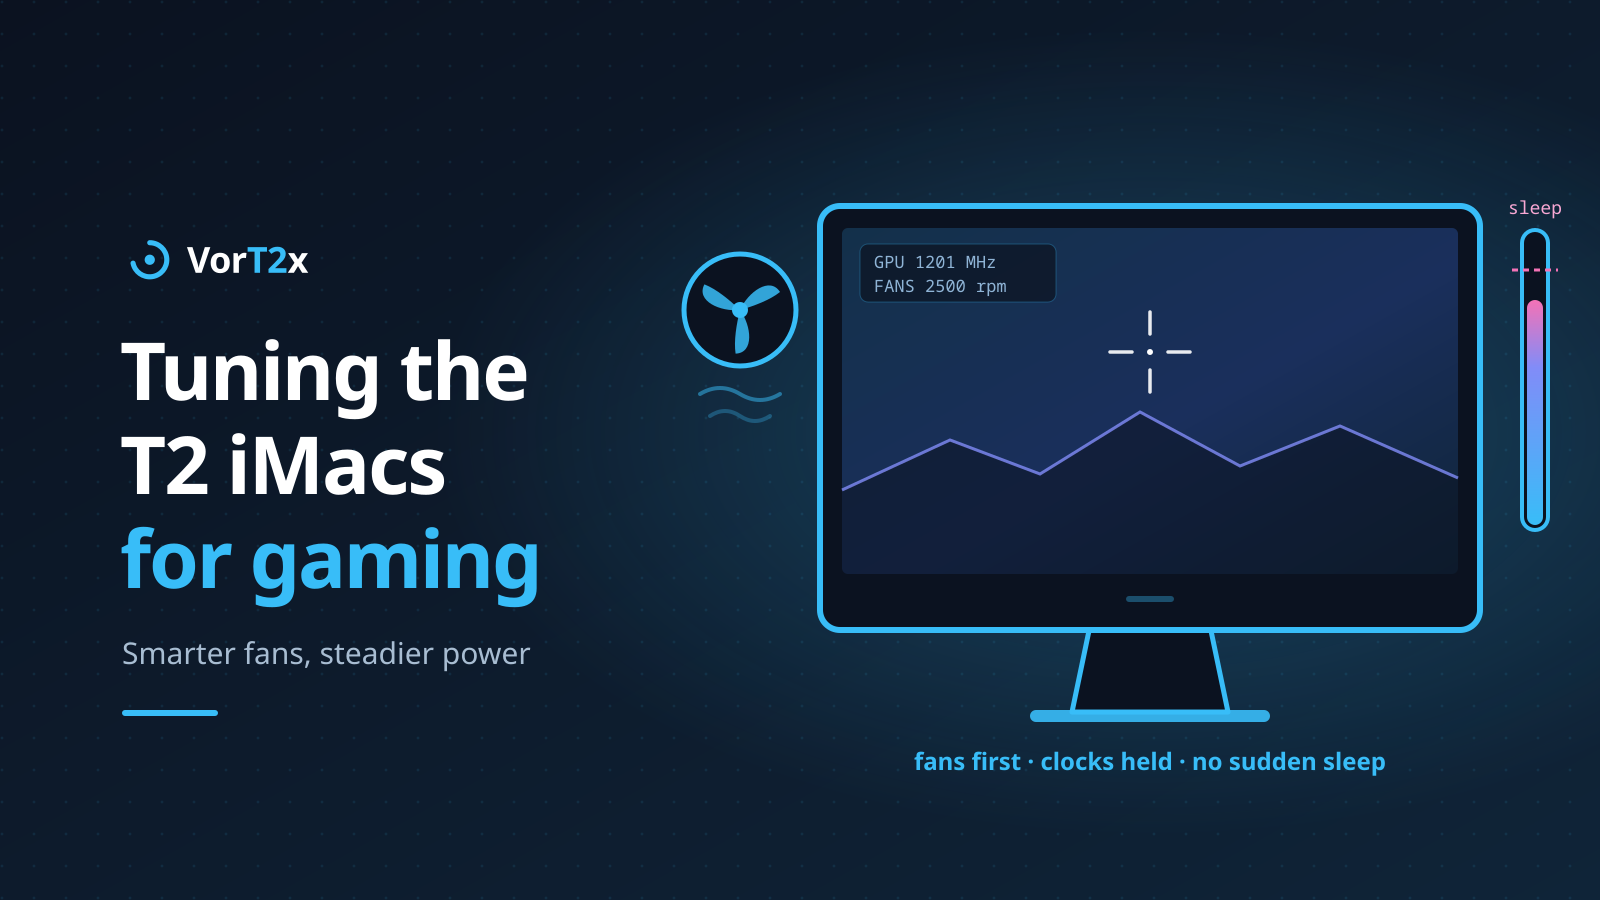 VorT2x
Tuning the
T2 iMacs
for gaming
Smarter fans, steadier power
GPU 1201 MHz
FANS 2500 rpm
sleep
fans first · clocks held · no sudden sleep